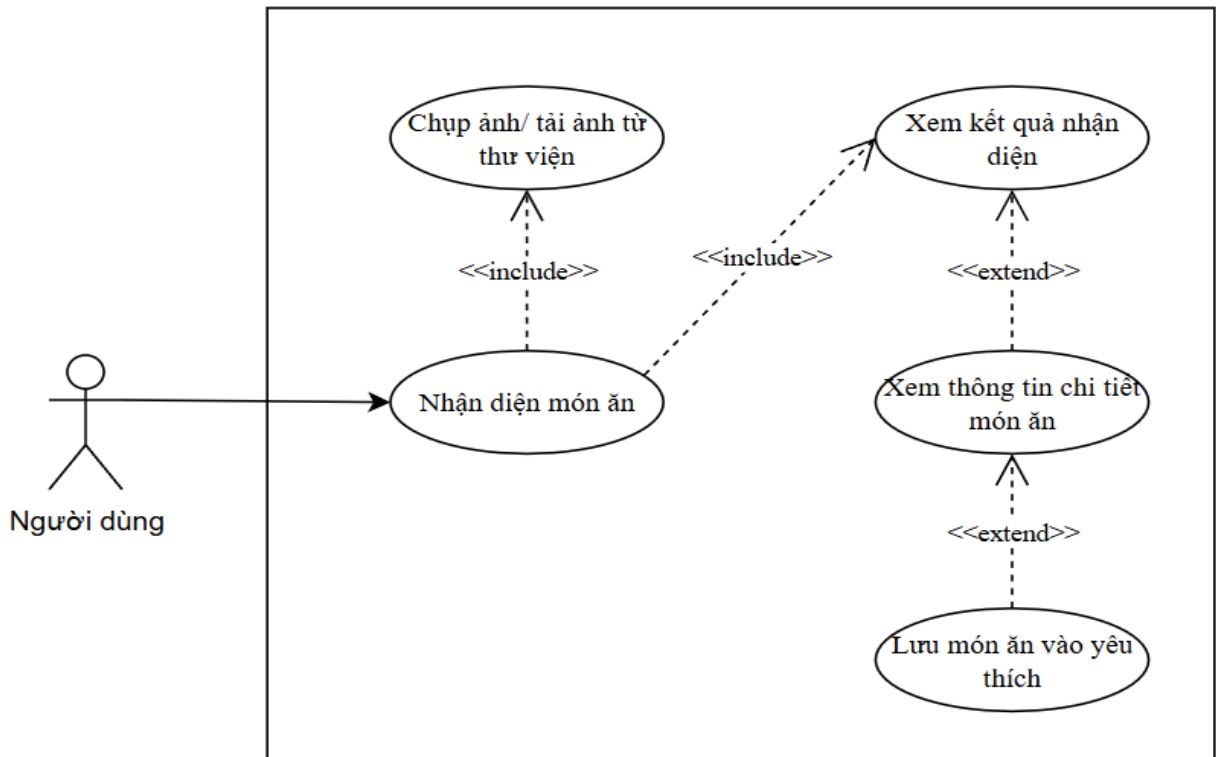 Chụp ảnh/ tải ảnh từ
thư viện
Xem kết quả nhận
diện
<<include>>
<<include>>
<<extend>>
Nhận diện món ăn
Xem thông tin chi tiết
món ăn
Người dùng
<<extend>>
Lưu món ăn vào yêu
thích